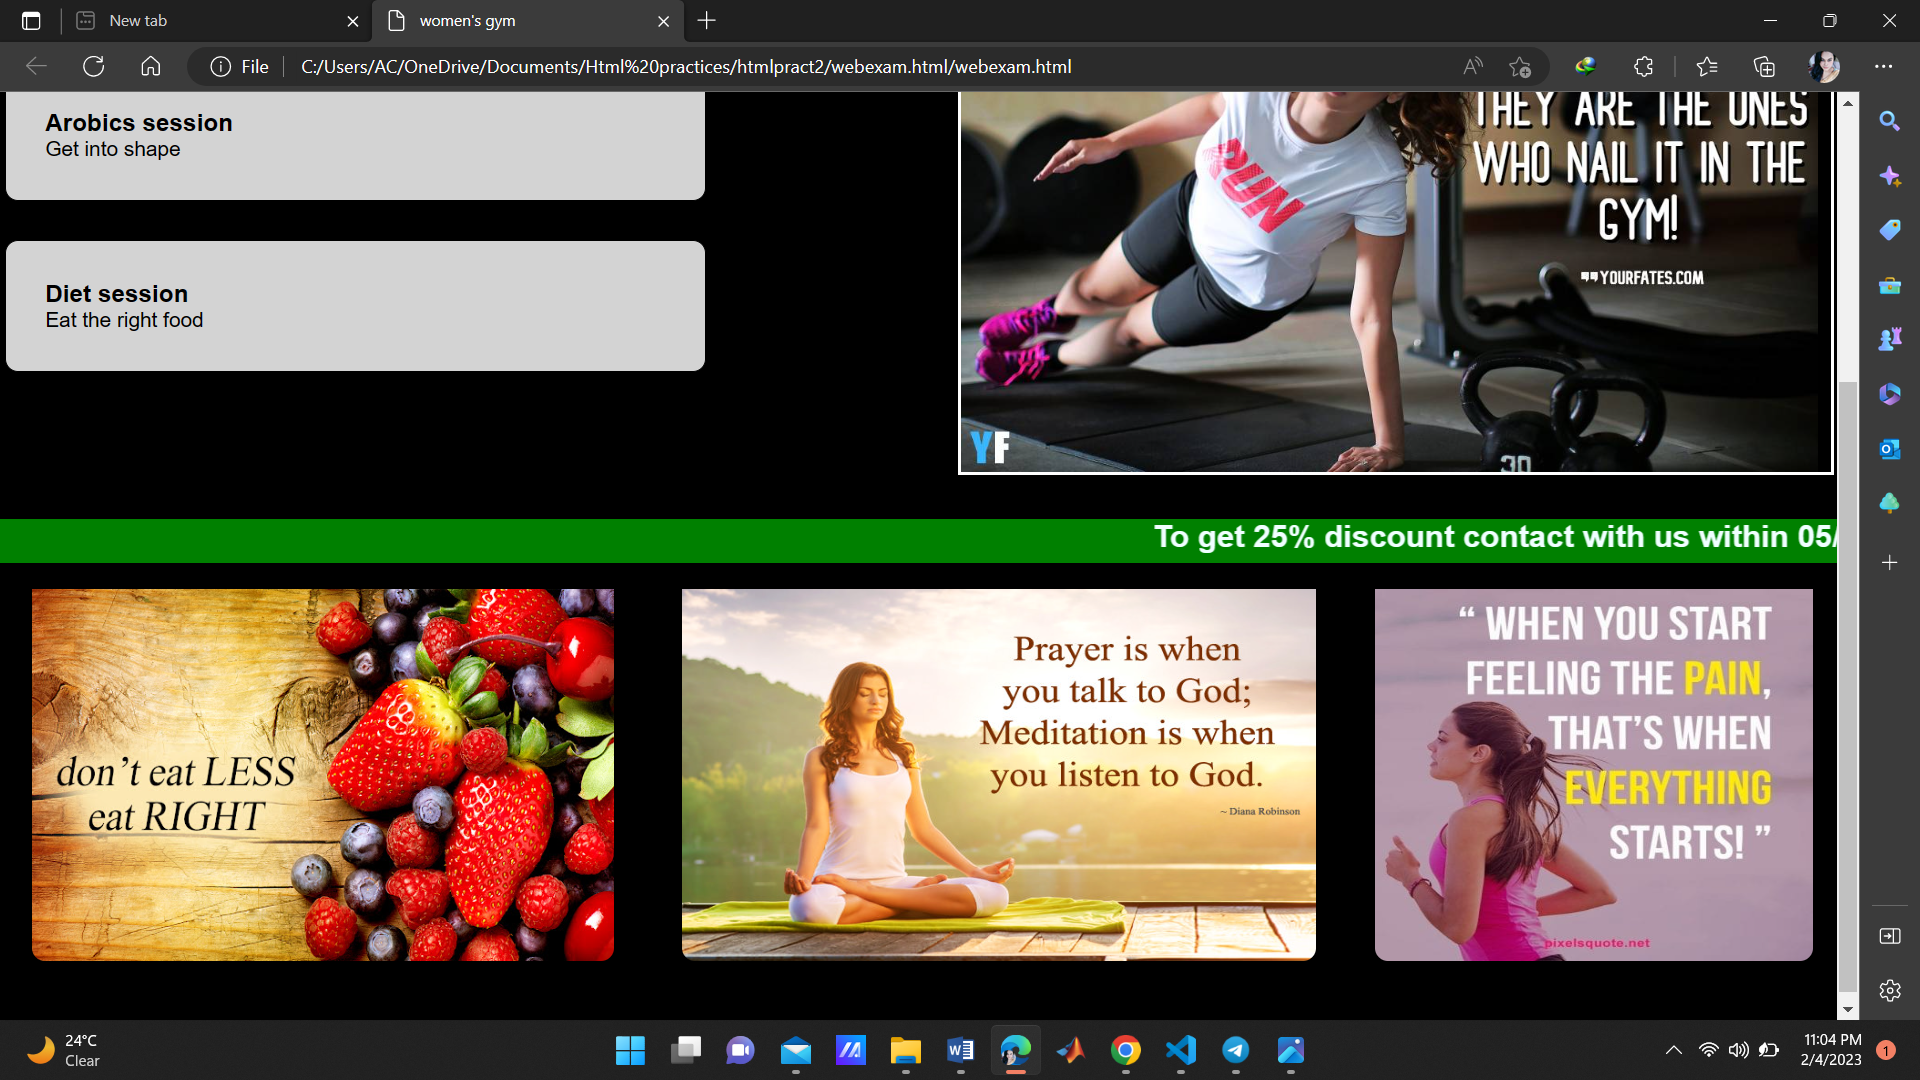 New tab
women's gym
File
C:/Users/AC/OneDrive/Documents/Html%20practices/htmlpract2/webexam.html/webexam.html
Arobics session
Get into shape
Diet session
Eat the right food
THEY ARE THE ONES
WHO NAIL IT IN THE
GYM!
YOURFATES.COM
RUN
YF
30
To get 25% discount contact with us within 05/
don't eat LESS
eat RIGHT
Prayer is when
you talk to God;
Meditation is when
you listen to God.
~ Diana Robinson
“ WHEN YOU START
FEELING THE PAIN,
THAT'S WHEN
EVERYTHING
STARTS! ”
pixelsquote.net
24°C
Clear
11:04 PM
2/4/2023
1